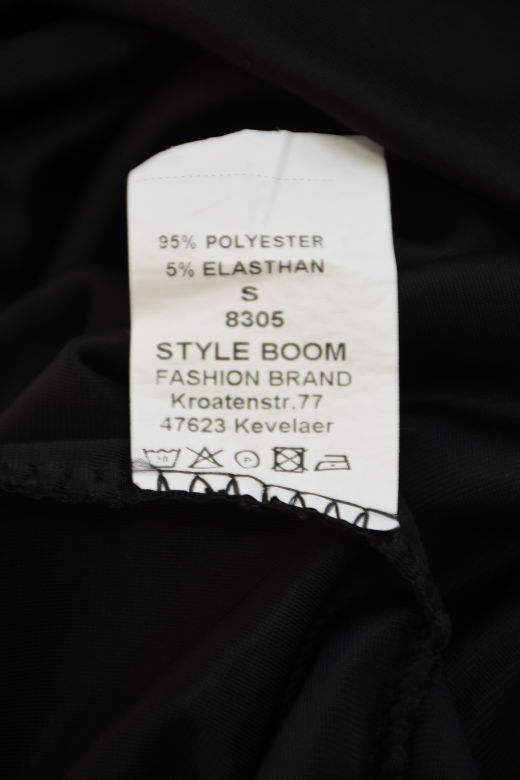 95% POLYESTER
5% ELASTHAN
S
8305
STYLE BOOM
FASHION BRAND
Kroatenstr.77
47623 Kevelaer